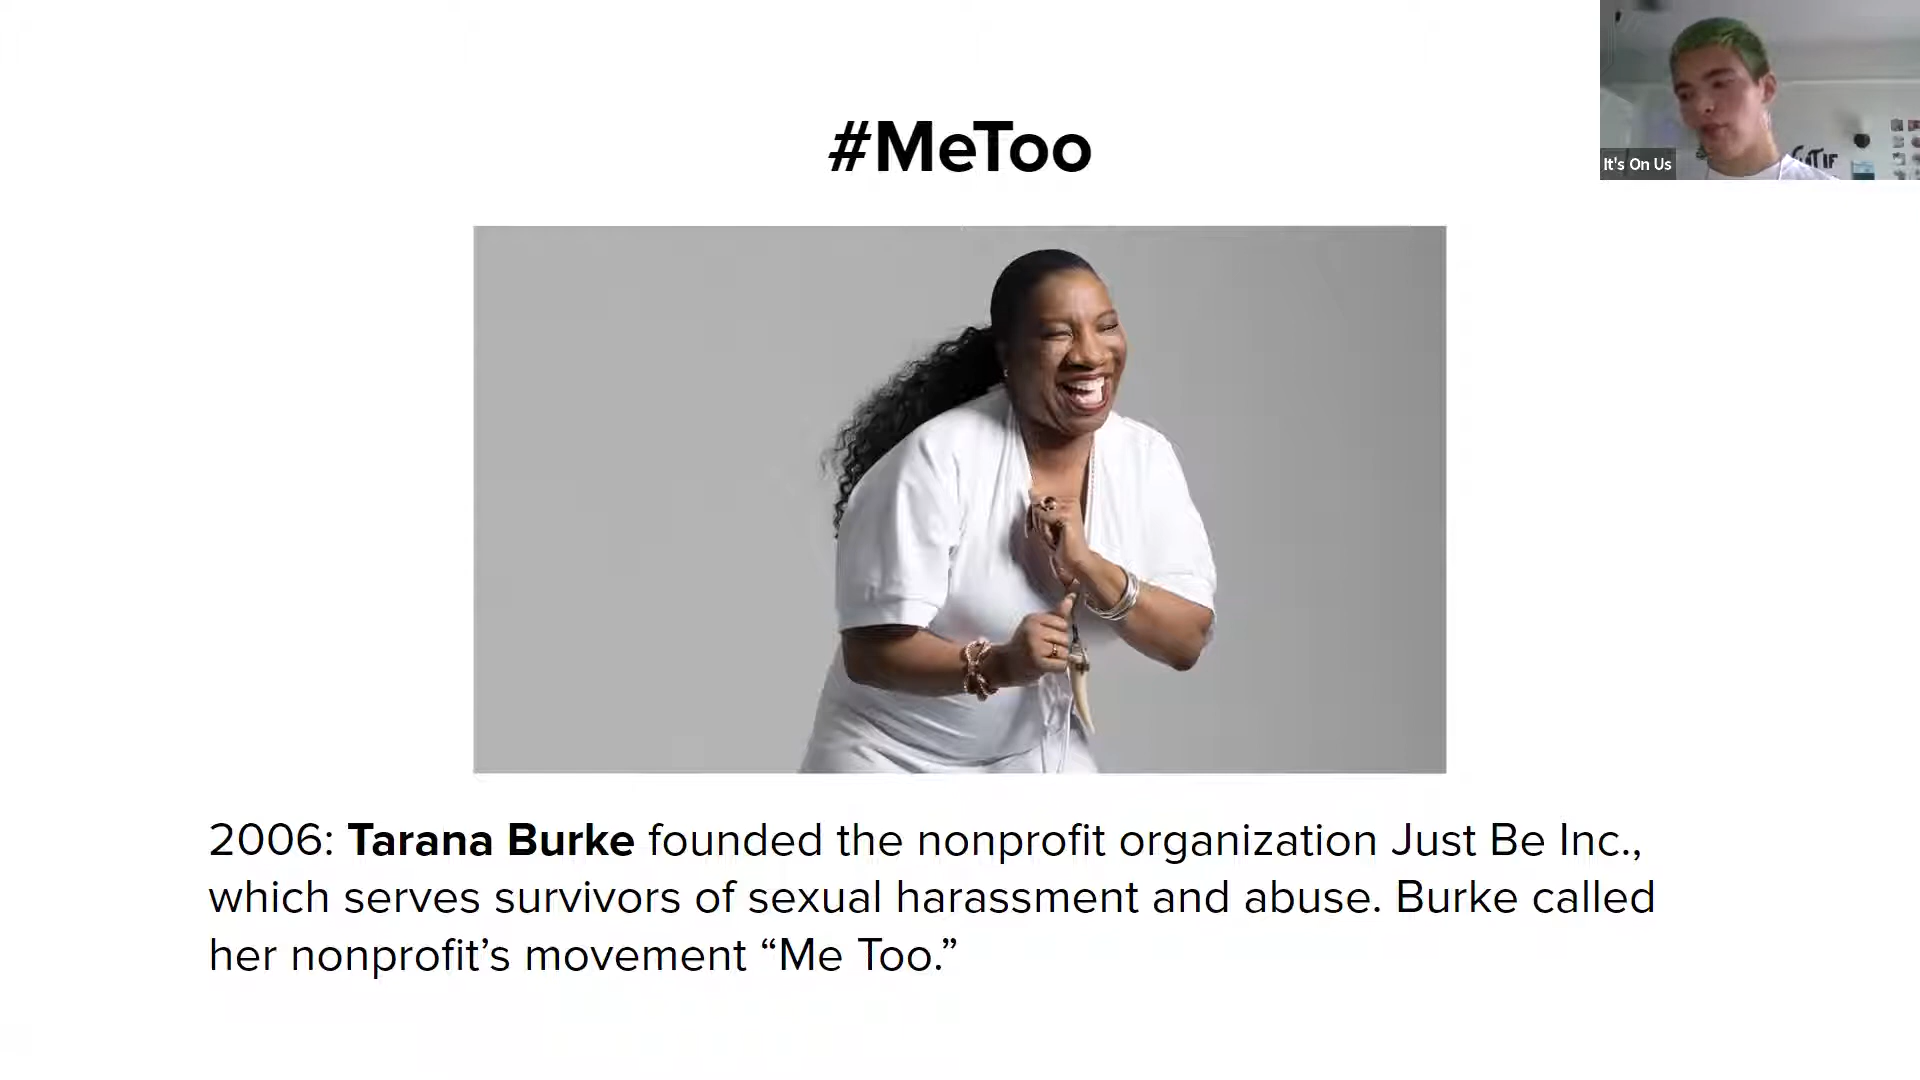 #MeToo
It's On Us
2006: Tarana Burke founded the nonprofit organization Just Be Inc.,
which serves survivors of sexual harassment and abuse. Burke called
her nonprofit’s movement “Me Too.”